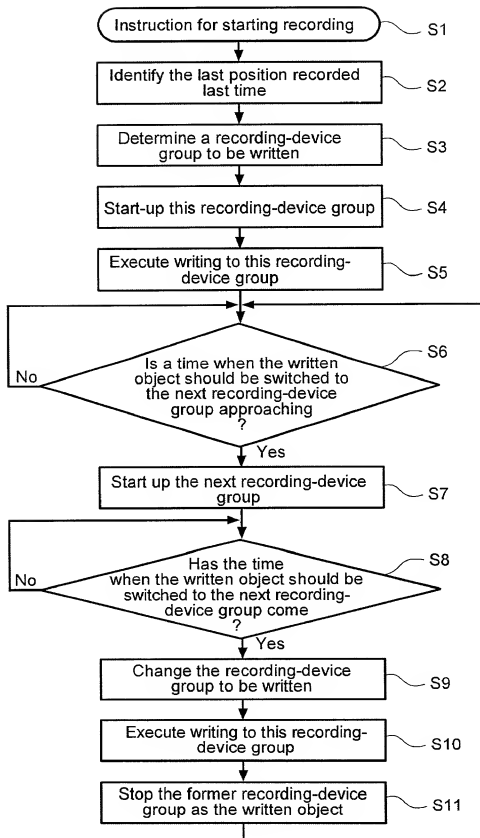 Instruction for starting recording
S1
Identify the last position recorded
last time
S2
Determine a recording-device
group to be written
S3
Start-up this recording-device group
S4
Execute writing to this recording-
device group
S5
Is a time when the written
object should be switched to
the next recording-device
group approaching
?
S6
No
Yes
Start up the next recording-device
group
S7
Has the time
when the written object should be
switched to the next recording-
device group come
?
S8
No
Yes
Change the recording-device
group to be written
S9
Execute writing to this recording-
device group
S10
Stop the former recording-device
group as the written object
S11